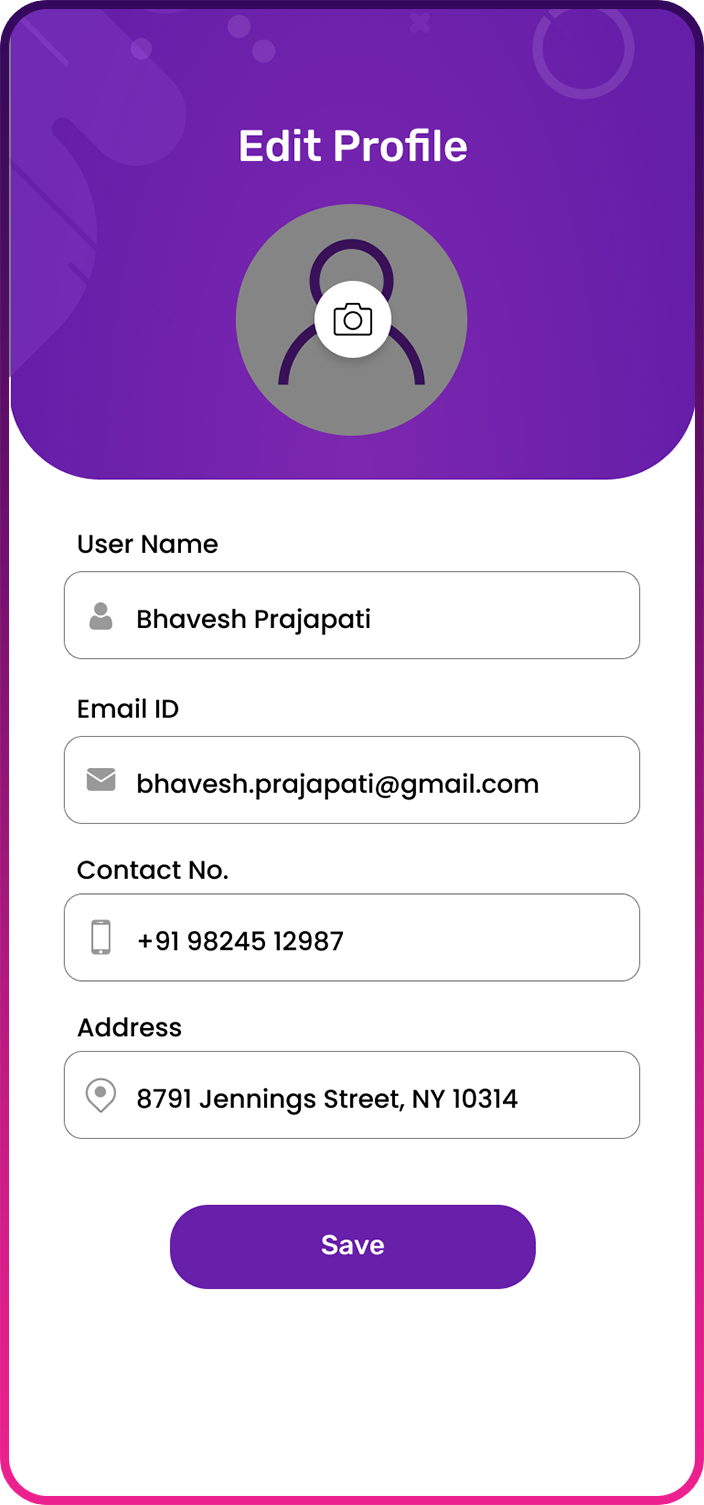 Edit Profile
User Name
Bhavesh Prajapati
Email ID
bhavesh.prajapati@gmail.com
Contact No.
+91 98245 12987
Address
8791 Jennings Street, NY 10314
Save